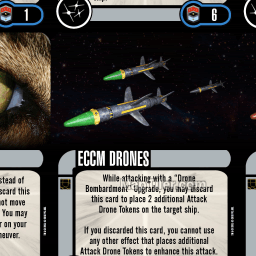 1
6
ECCM DRONES
While attacking with a "Drone
Bombardment" upgrade, you may discard
this card to place 2 additional Attack
Drone Tokens on the target ship.
If you discarded this card, you cannot use
any other effect that places additional
Attack Drone Tokens to enhance this attack.
stead of
scard this
not move
You may
r on your
neuver.